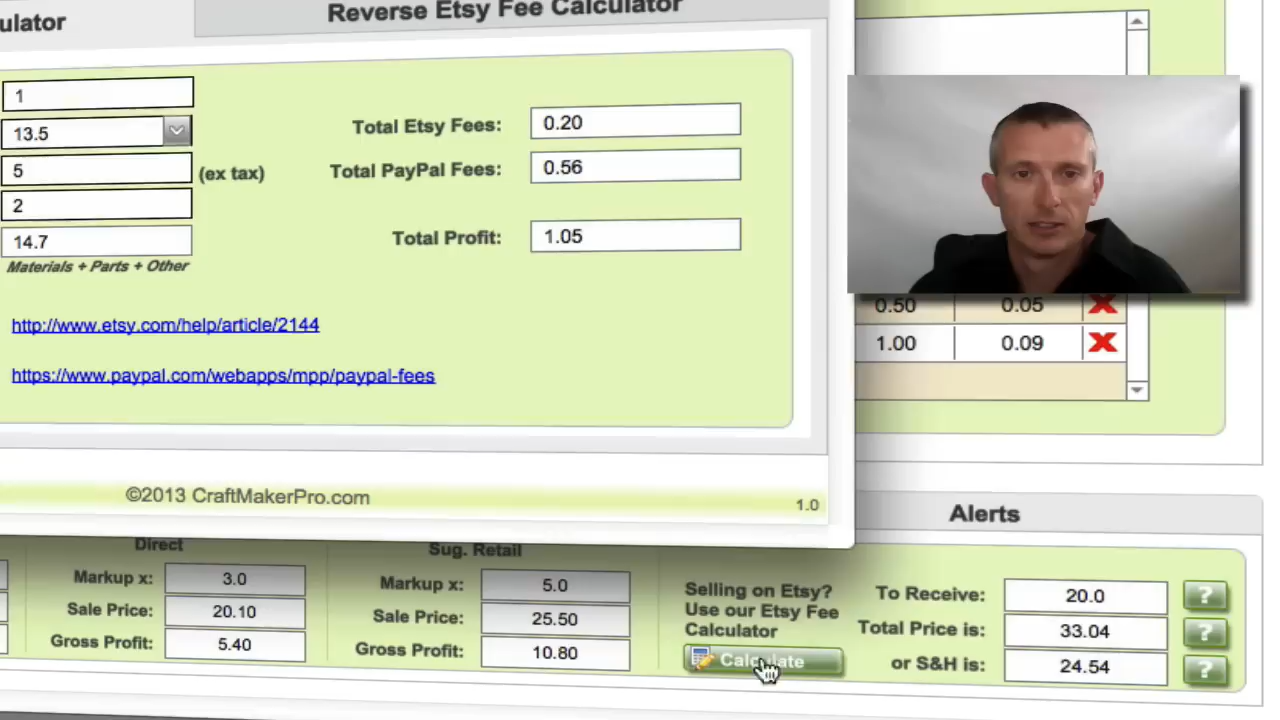 ulator
Reverse Etsy Fee Calculator
1
13.5
5
(ex tax)
2
14.7
Materials + Parts + Other
Total Etsy Fees: 0.20
Total PayPal Fees: 0.56
Total Profit: 1.05
http://www.etsy.com/help/article/2144
https://www.paypal.com/webapps/mpp/paypal-fees
©2013 CraftMakerPro.com
1.0
0.50 0.05
1.00 0.09
Alerts
Direct
Markup x: 3.0
Sale Price: 20.10
Gross Profit: 5.40
Sug. Retail
Markup x: 5.0
Sale Price: 25.50
Gross Profit: 10.80
Selling on Etsy?
Use our Etsy Fee
Calculator
Calculate
To Receive: 20.0 ?
Total Price is: 33.04 ?
or S&H is: 24.54 ?